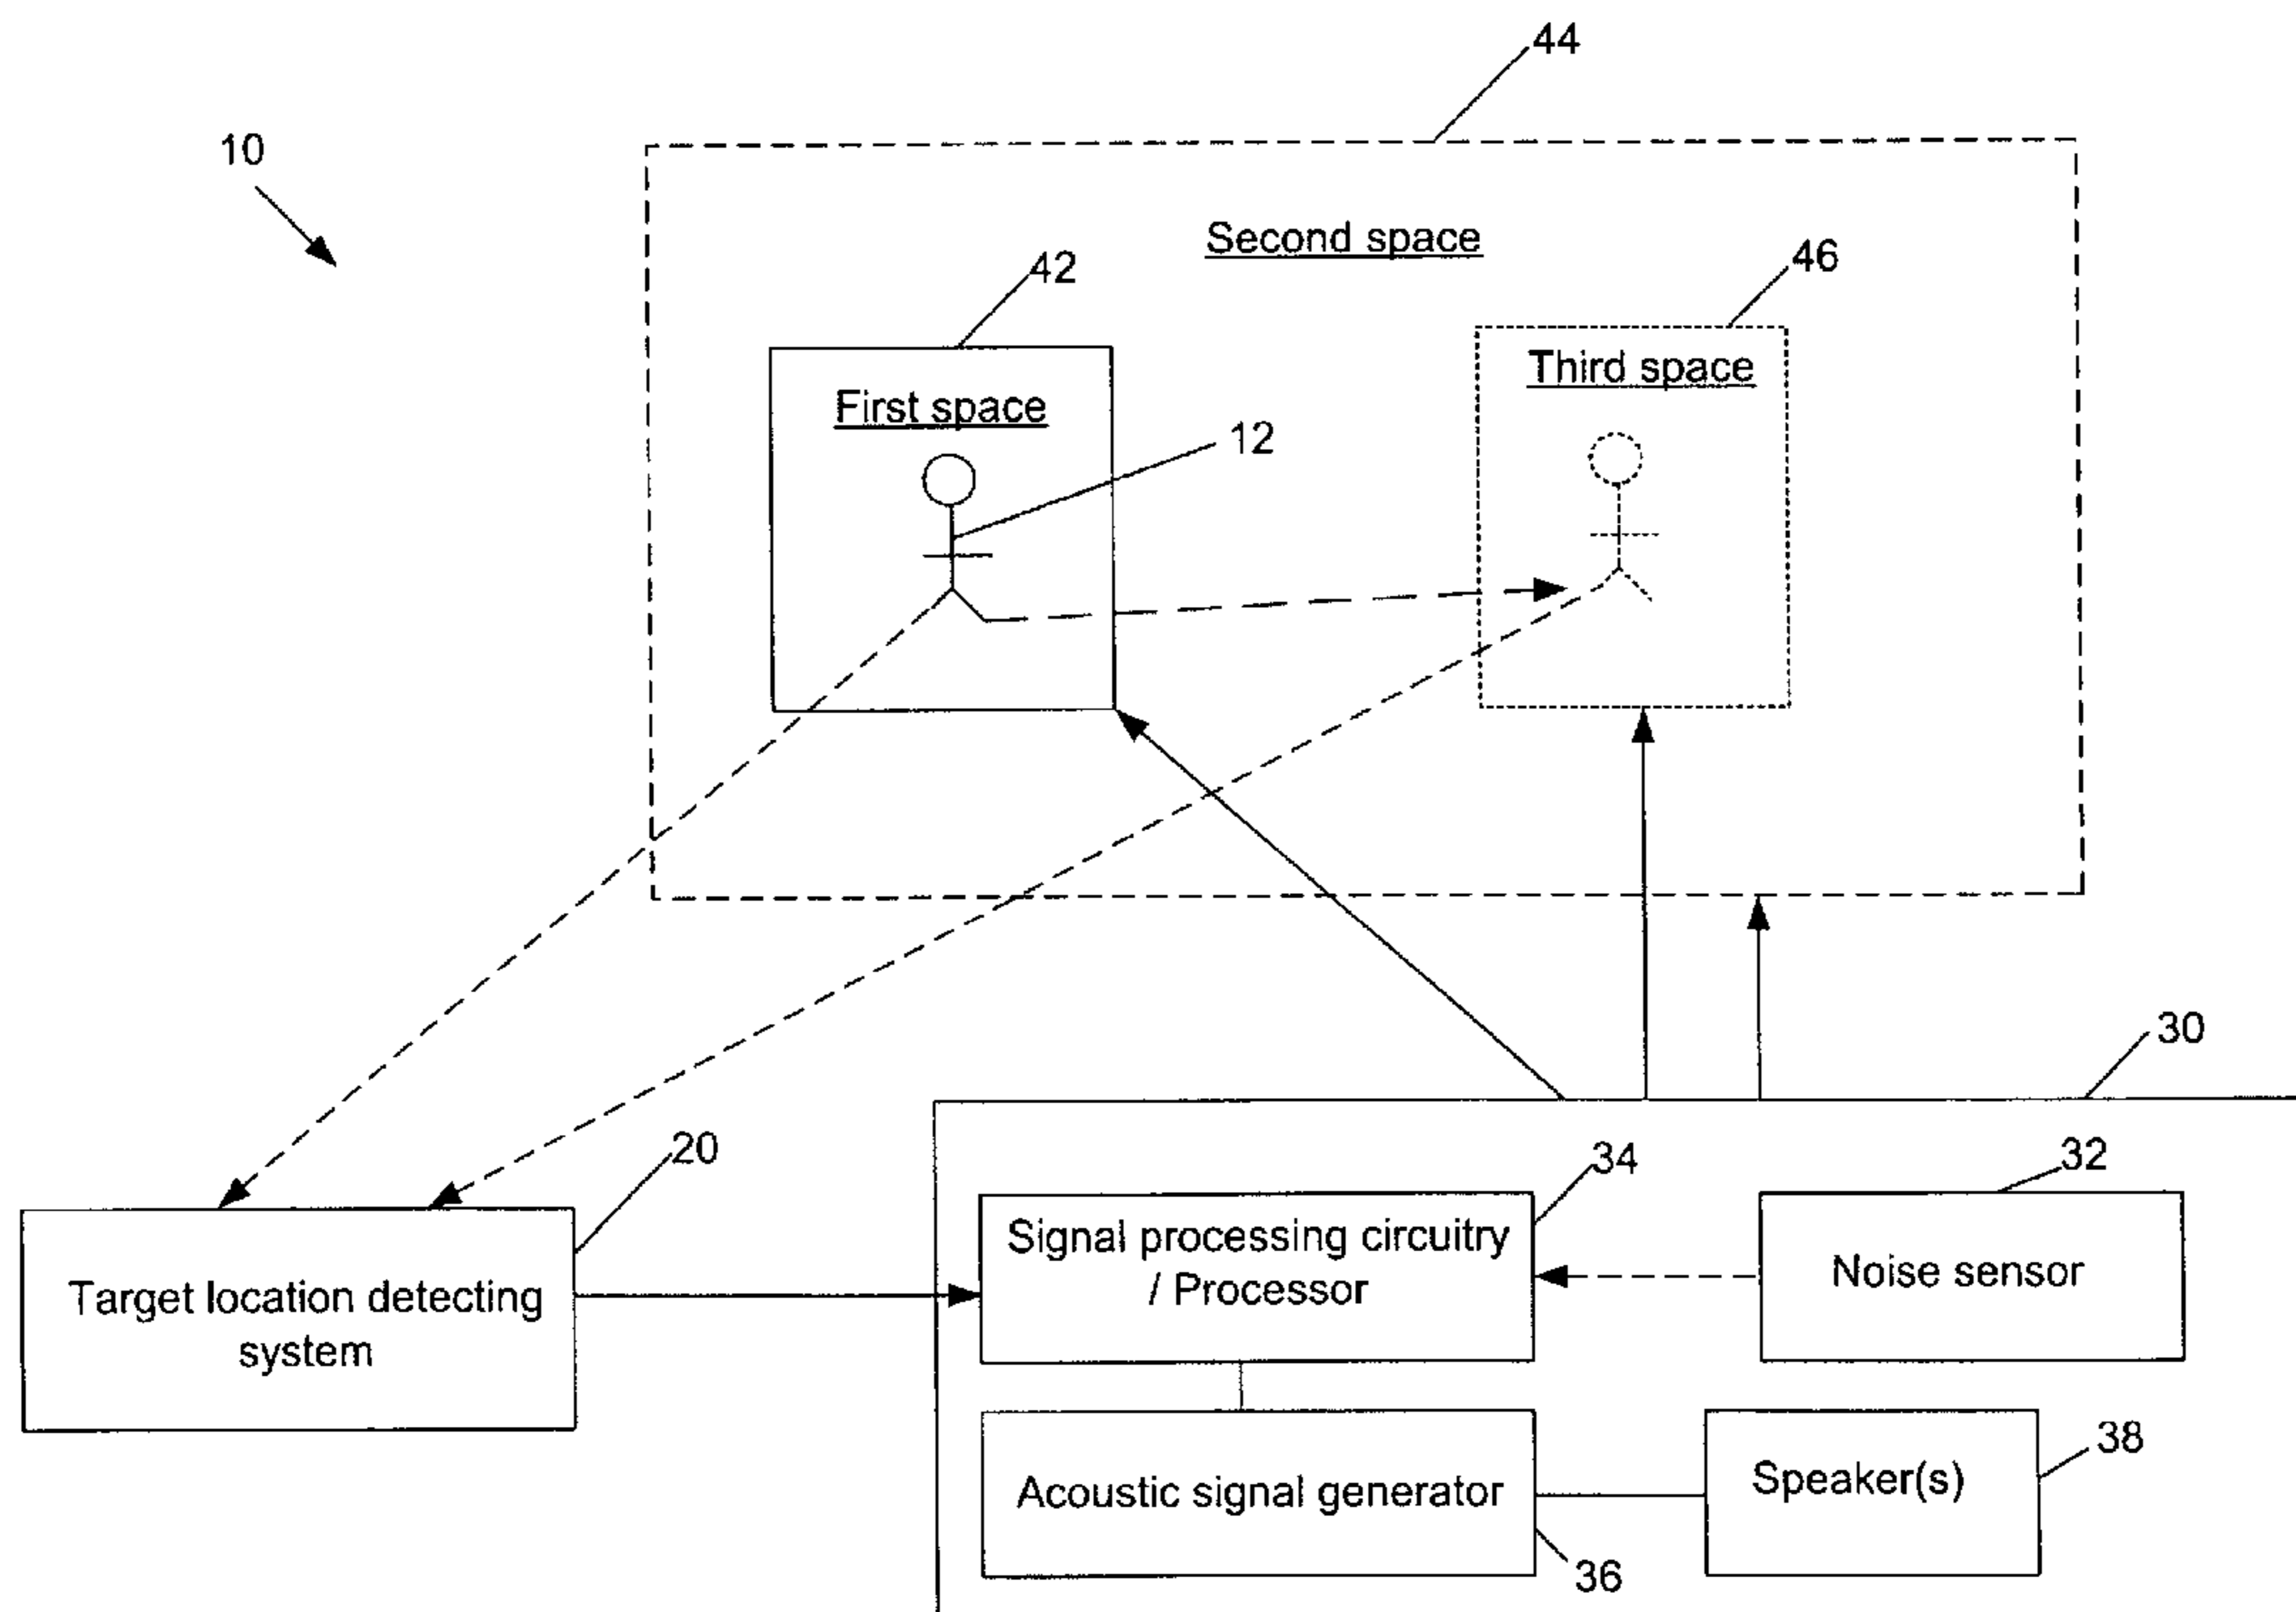 44
10
Second space
42
46
First space
Third space
12
30
20
34
32
Signal processing circuitry
/ Processor
Noise sensor
Target location detecting
system
38
Acoustic signal generator
Speaker(s)
36